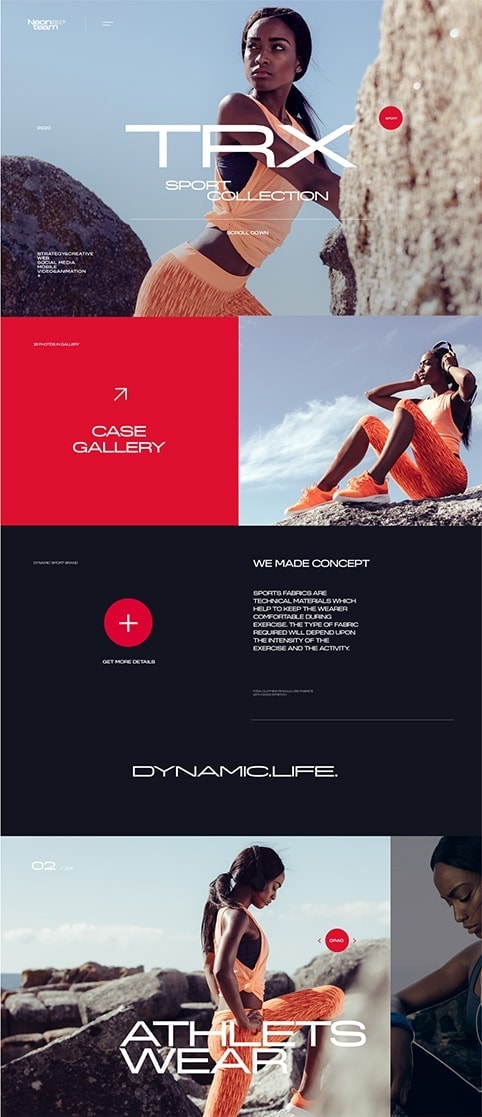 Neon
team
2020
SPORT
TRX
SPORT
COLLECTION
SCROLL DOWN
STRATEGY&CREATIVE
WEB
SOCIAL MEDIA
MOBILE
VIDEO&ANIMATION
+
18 PHOTOS IN GALLERY
CASE
GALLERY
DYNAMIC SPORT BRAND
GET MORE DETAILS
WE MADE CONCEPT
SPORTS FABRICS ARE
TECHNICAL MATERIALS WHICH
HELP TO KEEP THE WEARER
COMFORTABLE DURING
EXERCISE. THE TYPE OF FABRIC
REQUIRED WILL DEPEND UPON
THE INTENSITY OF THE
EXERCISE AND THE ACTIVITY.
DYNAMIC.LIFE.
02
DRAG
ATHLETS
WEAR